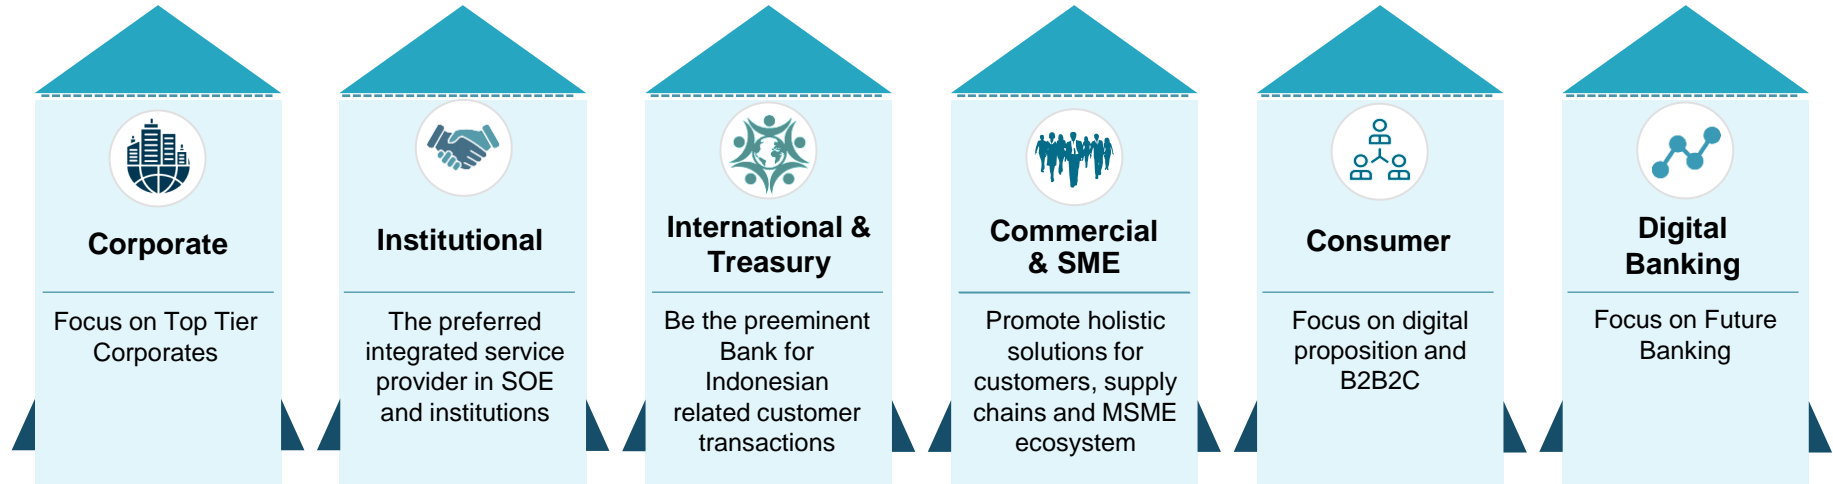 Corporate
Focus on Top Tier
Corporates
Institutional
The preferred
integrated service
provider in SOE
and institutions
International &
Treasury
Be the preeminent
Bank for
Indonesian
related customer
transactions
Commercial
& SME
Promote holistic
solutions for
customers, supply
chains and MSME
ecosystem
Consumer
Focus on digital
proposition and
B2B2C
Digital
Banking
Focus on Future
Banking